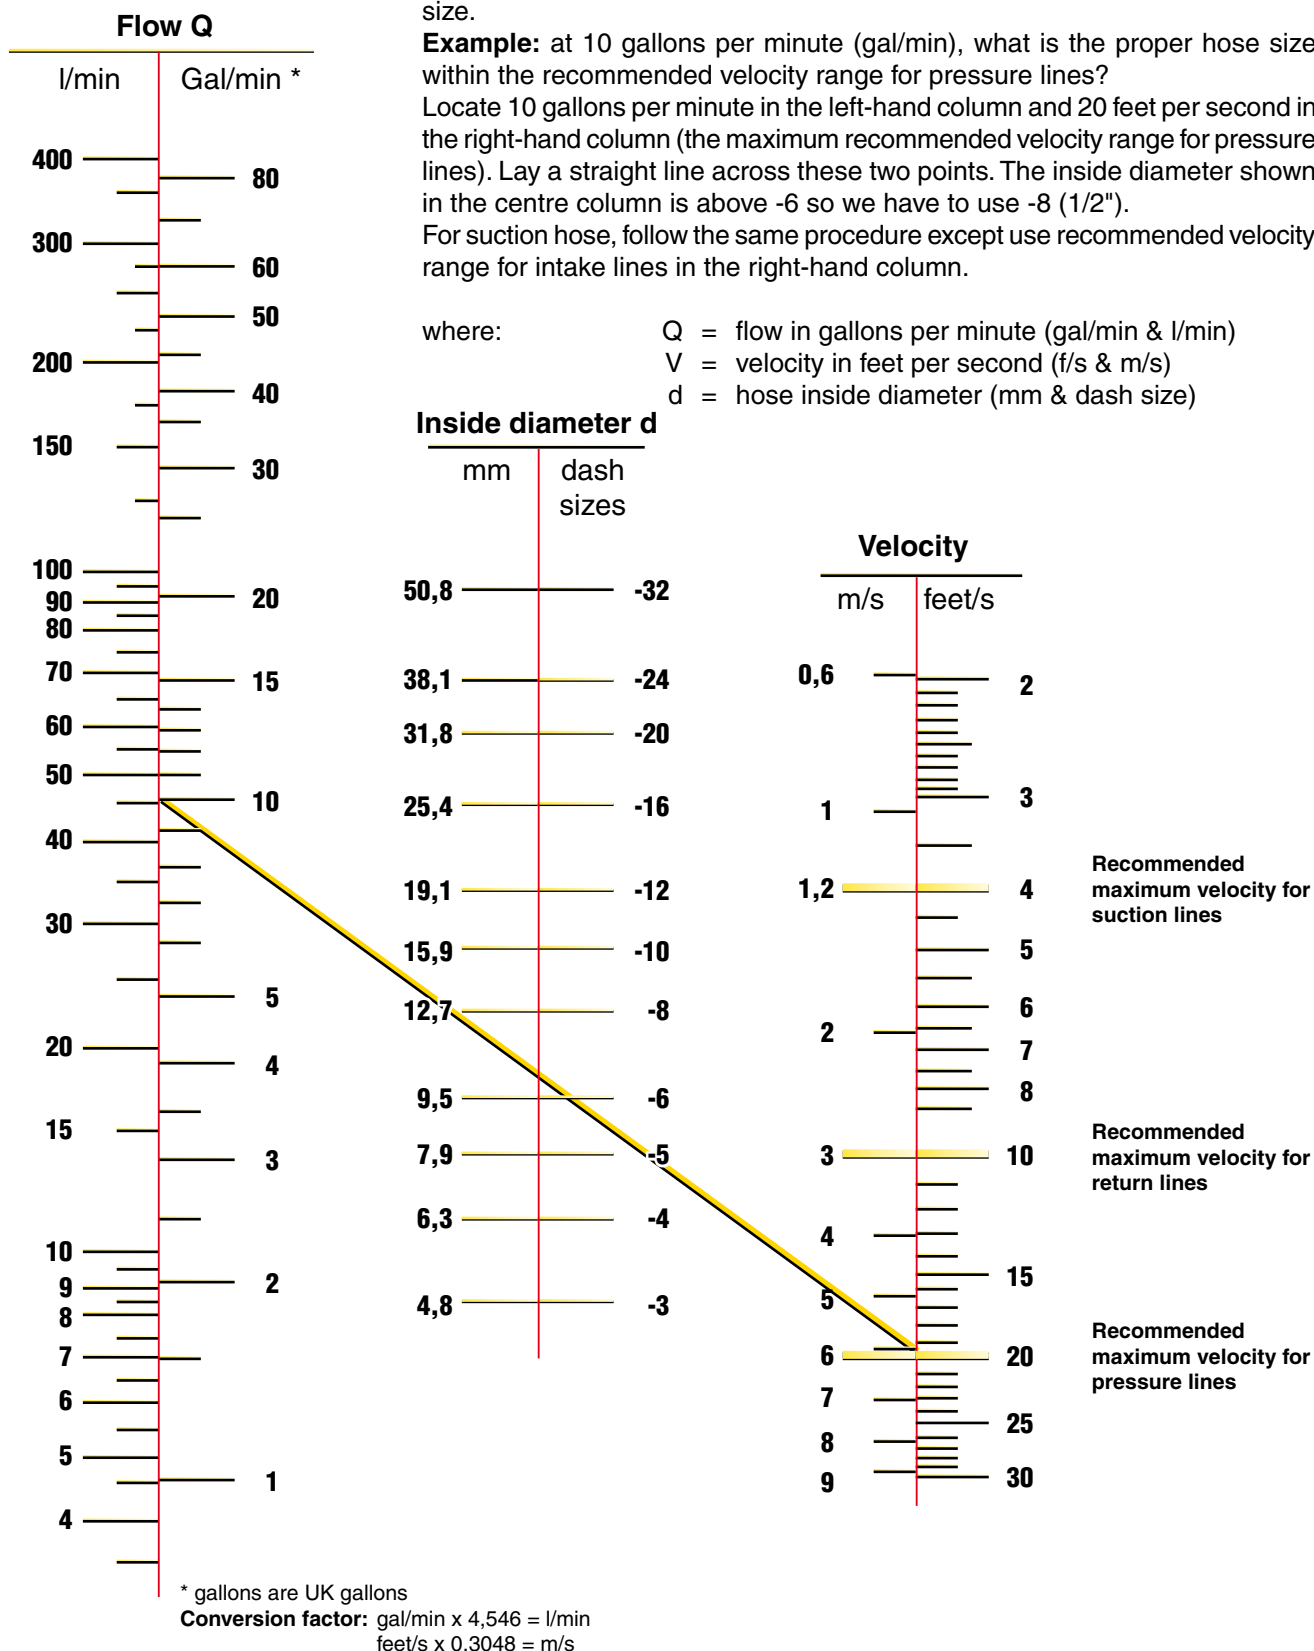 size.
Example: at 10 gallons per minute (gal/min), what is the proper hose size
within the recommended velocity range for pressure lines?
Locate 10 gallons per minute in the left-hand column and 20 feet per second in
the right-hand column (the maximum recommended velocity range for pressure
lines). Lay a straight line across these two points. The inside diameter shown
in the centre column is above -6 so we have to use -8 (1/2").
For suction hose, follow the same procedure except use recommended velocity
range for intake lines in the right-hand column.
where: Q = flow in gallons per minute (gal/min & l/min)
V = velocity in feet per second (f/s & m/s)
d = hose inside diameter (mm & dash size)
Flow Q
l/min Gal/min *
400
80
300
60
50
200
40
150
30
100
20
90
80
70
15
60
50
10
40
30
5
20
4
15
3
10
2
9
8
7
6
5
1
4
Inside diameter d
mm dash
sizes
50,8 -32
38,1 -24
31,8 -20
25,4 -16
19,1 -12
15,9 -10
12,7 -8
9,5 -6
7,9 -5
6,3 -4
4,8 -3
Velocity
m/s feet/s
0,6 2
3
1
1,2 4
Recommended
maximum velocity for
suction lines
5
6
2
7
8
3 10
Recommended
maximum velocity for
return lines
4
15
5
6 20
Recommended
maximum velocity for
pressure lines
7
25
8
9 30
* gallons are UK gallons
Conversion factor: gal/min x 4,546 = l/min
feet/s x 0,3048 = m/s